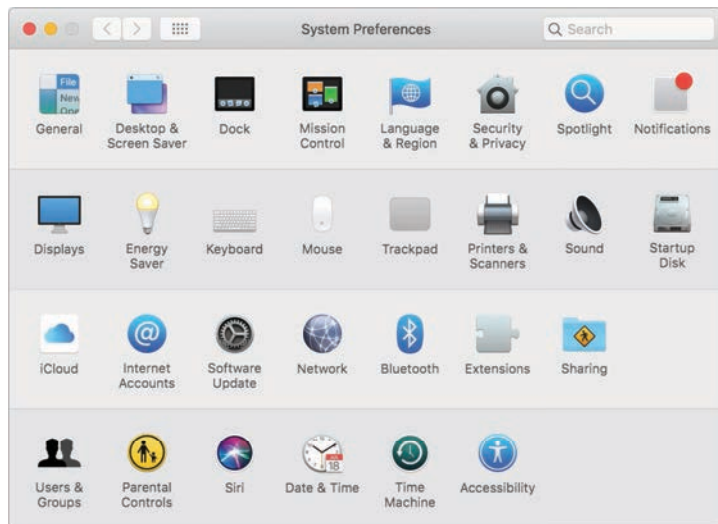 System Preferences
Search
File
New
General
Desktop &
Screen Saver
Dock
Mission
Control
Language
& Region
Security
& Privacy
Spotlight
Notifications
Displays
Energy
Saver
Keyboard
Mouse
Trackpad
Printers &
Scanners
Sound
Startup
Disk
@
iCloud
Internet
Accounts
Software
Update
Network
Bluetooth
Extensions
Sharing
18
Users &
Groups
Parental
Controls
Siri
Date & Time
Time
Machine
Accessibility